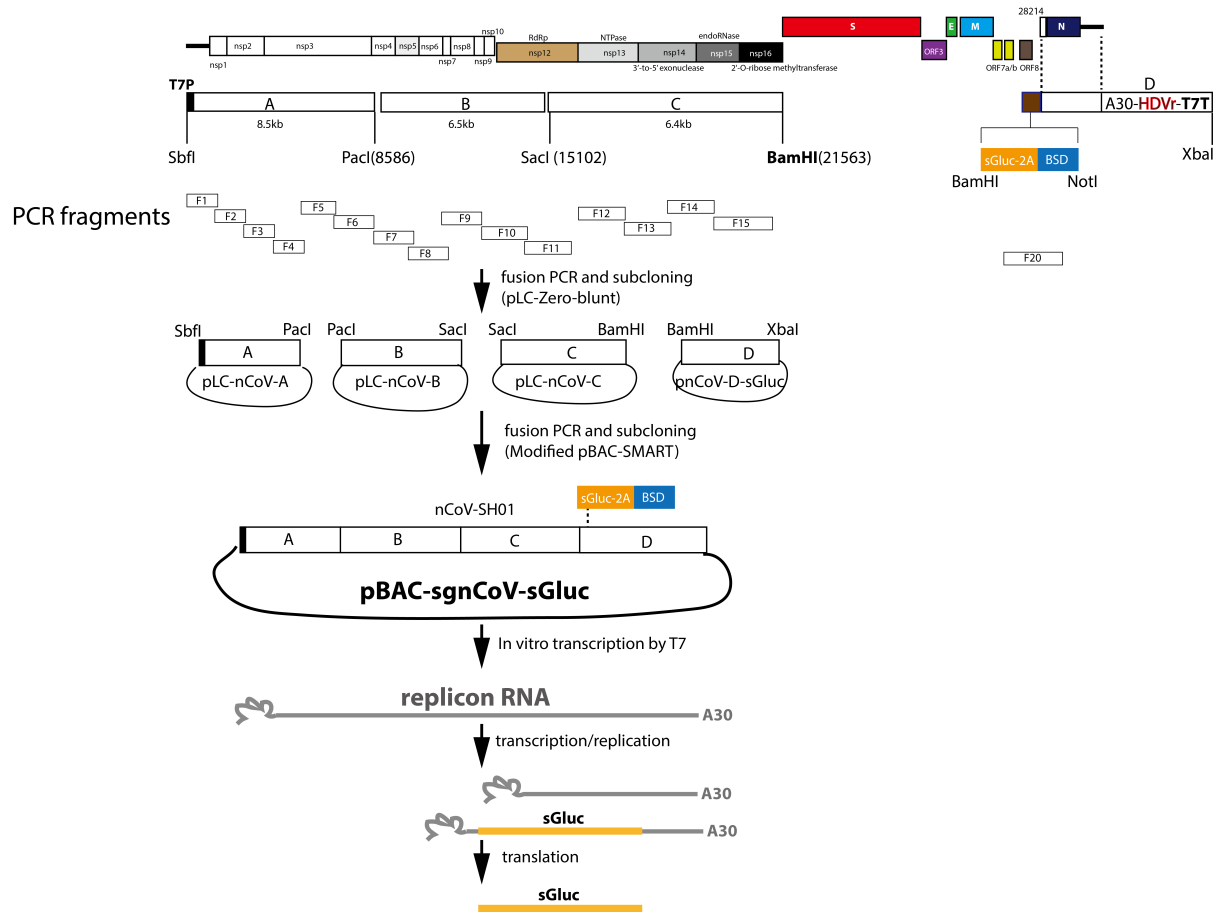 28214
S E M N
ORF3 ORF7a/b ORF8
nsp10
RdRp NTPase endoRNase
nsp2 nsp3 nsp4 nsp5 nsp6 nsp8
nsp12 nsp13 nsp14 nsp15 nsp16
nsp1 nsp7 nsp9
3'-to-5' exonuclease 2'-O-ribose methyltransferase
T7P
D
A B C
A30-HDVr-T7T
8.5kb 6.5kb 6.4kb
SbfI PacI(8586) SacI (15102) BamHI(21563) XbaI
sGluc-2A BSD
BamHI NotI
PCR fragments
F1
F2
F3
F4
F5
F6
F7
F8
F9
F10
F11
F12
F13
F14
F15
F20
fusion PCR and subcloning
(pLC-Zero-blunt)
SbfI PacI PacI SacI SacI BamHI BamHI XbaI
A B C D
pLC-nCoV-A pLC-nCoV-B pLC-nCoV-C pnCoV-D-sGluc
fusion PCR and subcloning
(Modified pBAC-SMART)
sGluc-2A BSD
nCoV-SH01
A B C D
pBAC-sgnCoV-sGluc
In vitro transcription by T7
replicon RNA
A30
transcription/replication
A30
sGluc
A30
translation
sGluc